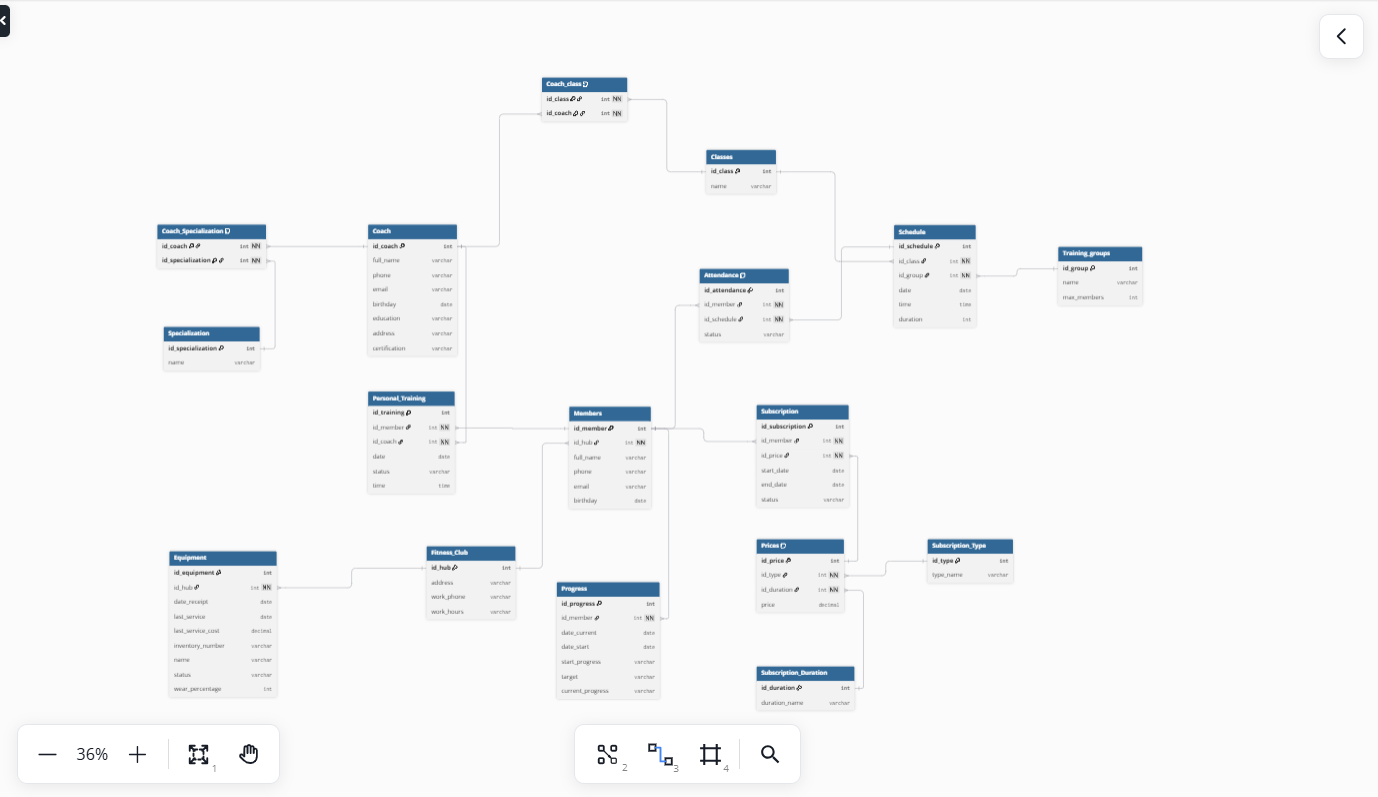 Coach_class
id_class int NN
id_coach int NN
Classes
id_class int
name varchar
Coach_Specialization
id_coach int NN
id_specialization int NN
Coach
id_coach int
full_name varchar
phone varchar
email varchar
birthday date
education varchar
address varchar
certification varchar
Schedule
id_schedule int
id_class int NN
id_group int NN
date date
time time
duration int
Training_groups
id_group int
name varchar
max_members int
Attendance
id_attendance int
id_member int NN
id_schedule int NN
status varchar
Specialization
id_specialization int
name varchar
Personal_Training
id_training int
id_member int NN
id_coach int NN
date date
status varchar
time time
Members
id_member int
id_hub int NN
full_name varchar
phone varchar
email varchar
birthday date
Subscription
id_subscription int
id_member int NN
id_price int NN
start_date date
end_date date
status varchar
Equipment
id_equipment int
id_hub int NN
date_receipt date
last_service date
last_service_cost decimal
inventory_number varchar
name varchar
status varchar
wear_percentage int
Fitness_Club
id_hub int
address varchar
work_phone varchar
work_hours varchar
Progress
id_progress int
id_member int NN
date_current date
date_start date
start_progress varchar
target varchar
current_progress varchar
Prices
id_price int
id_type int NN
id_duration int NN
price decimal
Subscription_Type
id_type int
type_name varchar
Subscription_Duration
id_duration int
duration_name varchar
36%
1
2
3
4